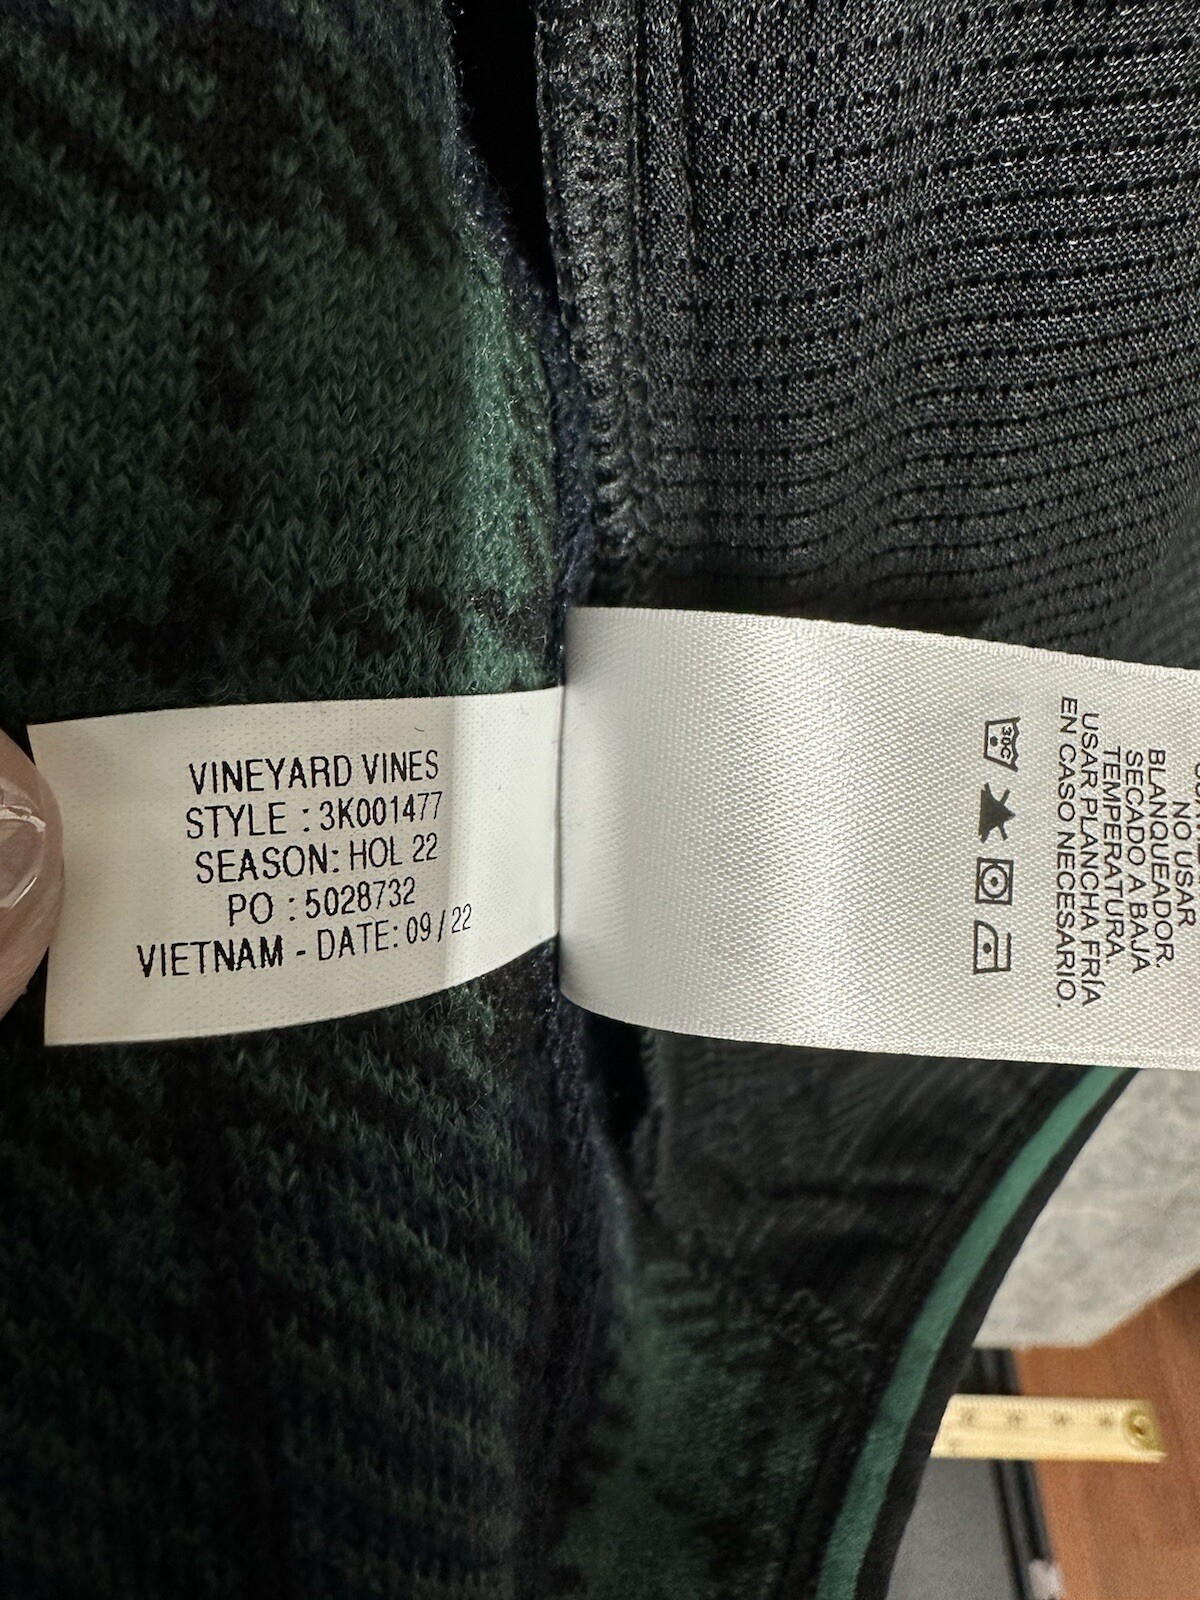 VINEYARD VINES
STYLE : 3K001477
SEASON: HOL 22
PO : 5028732
VIETNAM - DATE: 09 / 22
30C
NO USAR
BLANQUEADOR.
SECADO A BAJA
TEMPERATURA.
USAR PLANCHA FRÍA
EN CASO NECESARIO.